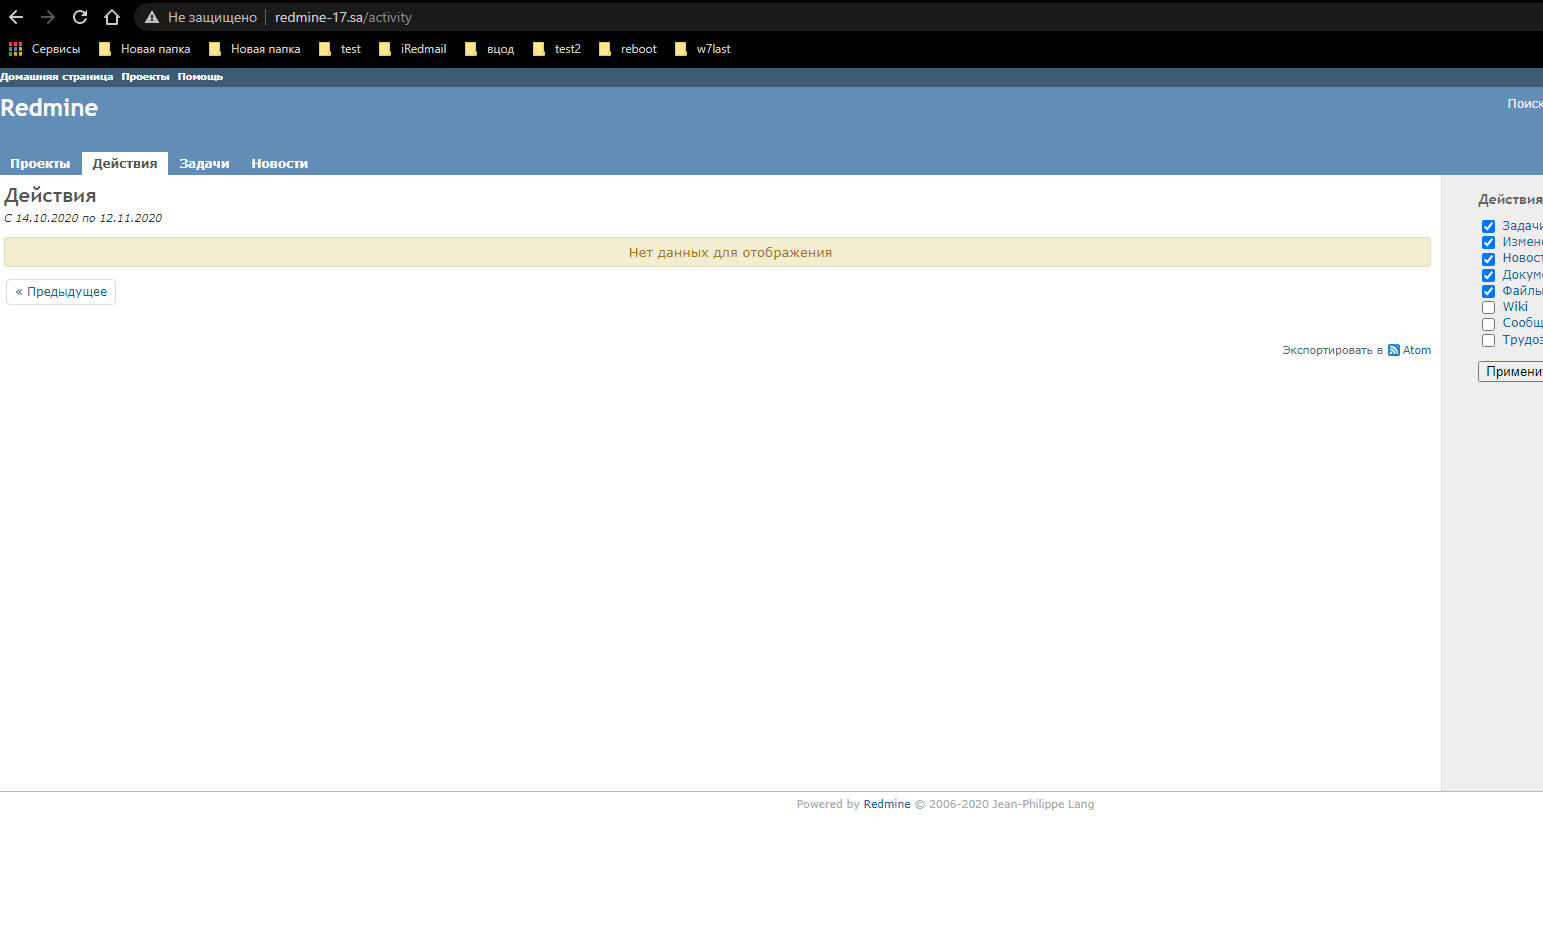 Не защищено redmine-17.sa/activity
Сервисы Новая папка Новая папка test iRedmail вцод test2 reboot w7last
Домашняя страница Проекты Помощь
Redmine
Поиск
Проекты Действия Задачи Новости
Действия
С 14.10.2020 по 12.11.2020
Нет данных для отображения
« Предыдущее
Экспортировать в Atom
Действия
Задачи
Измен
Новост
Докум
Файлы
Wiki
Сообщ
Трудоз
Примени
Powered by Redmine © 2006-2020 Jean-Philippe Lang